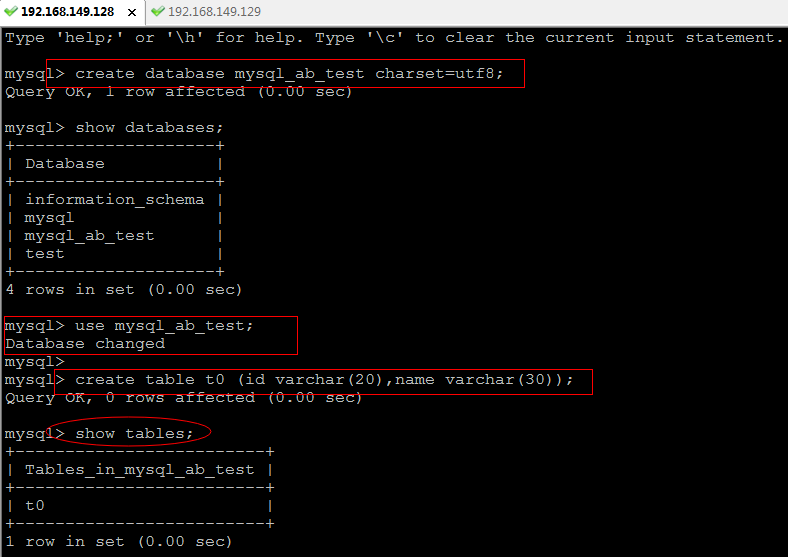 192.168.149.128 × 192.168.149.129
Type 'help;' or '\h' for help. Type '\c' to clear the current input statement.
mysql> create database mysql_ab_test charset=utf8;
Query OK, 1 row affected (0.00 sec)
mysql> show databases;
+--------------------+
| Database           |
+--------------------+
| information_schema |
| mysql              |
| mysql_ab_test      |
| test               |
+--------------------+
4 rows in set (0.00 sec)
mysql> use mysql_ab_test;
Database changed
mysql>
mysql> create table t0 (id varchar(20),name varchar(30));
Query OK, 0 rows affected (0.00 sec)
mysql> show tables;
+-------------------------+
| Tables_in_mysql_ab_test |
+-------------------------+
| t0                      |
+-------------------------+
1 row in set (0.00 sec)